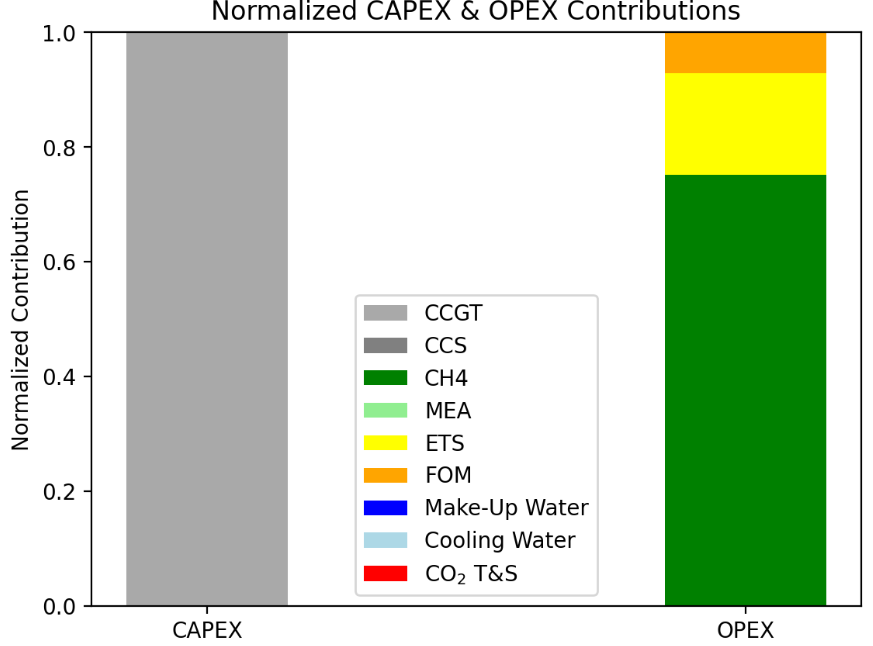 Normalized CAPEX & OPEX Contributions
Normalized Contribution
1.0
0.8
0.6
0.4
0.2
0.0
CCGT
CCS
CH4
MEA
ETS
FOM
Make-Up Water
Cooling Water
CO₂ T&S
CAPEX
OPEX